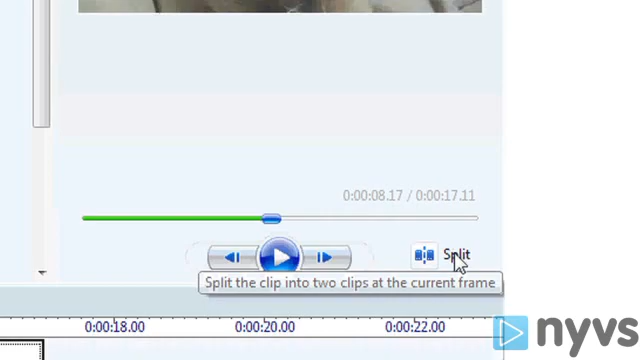 0:00:08.17 / 0:00:17.11
Split
Split the clip into two clips at the current frame
0:00:18.00 0:00:20.00 0:00:22.00
nyvs